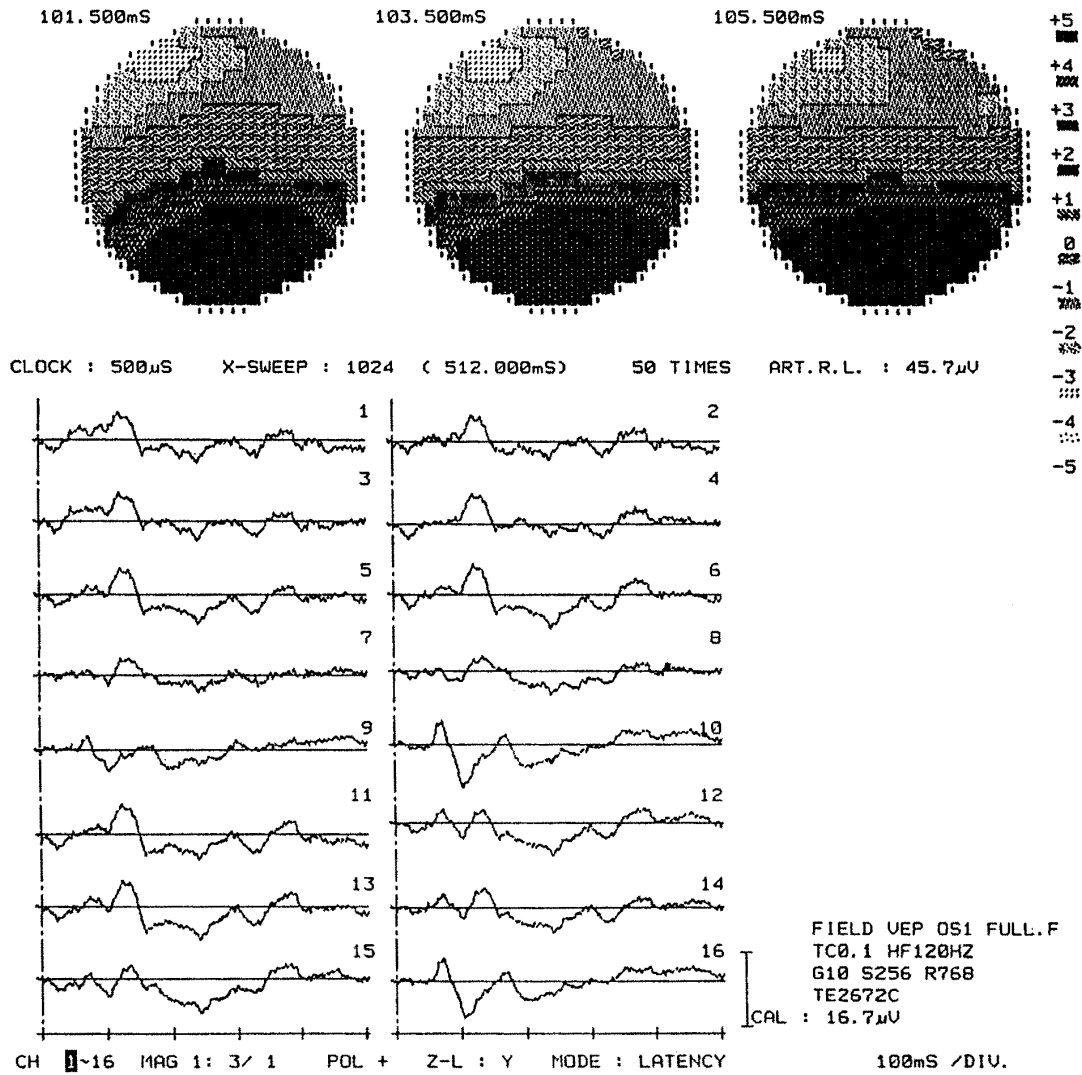 101.500mS 103.500mS 105.500mS
+5
+4
+3
+2
+1
0
-1
-2
-3
-4
-5
CLOCK : 500µS X-SWEEP : 1024 ( 512.000mS) 50 TIMES ART.R.L. : 45.7µV
1 2
3 4
5 6
7 8
9 10
11 12
13 14
15 16
FIELD VEP OS1 FULL.F
TC0.1 HF120HZ
G10 S256 R768
TE2672C
CAL : 16.7µV
CH 1~16 MAG 1: 3/ 1 POL + Z-L : Y MODE : LATENCY 100mS /DIV.